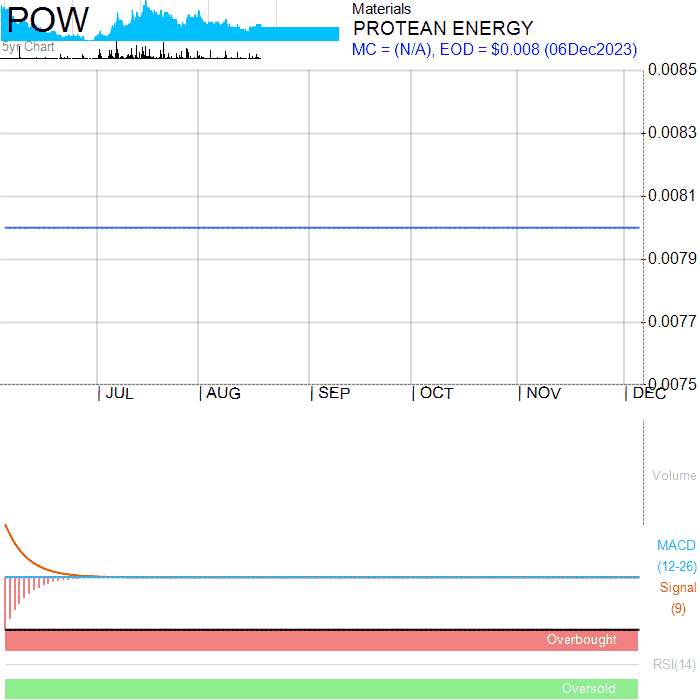 POW
5yr Chart
Materials
PROTEAN ENERGY
MC = (N/A), EOD = $0.008 (06Dec2023)
0.0085
0.0083
0.0081
0.0079
0.0077
0.0075
JUL AUG SEP OCT NOV DEC
Volume
MACD
(12-26)
Signal
(9)
Overbought
RSI(14)
Oversold